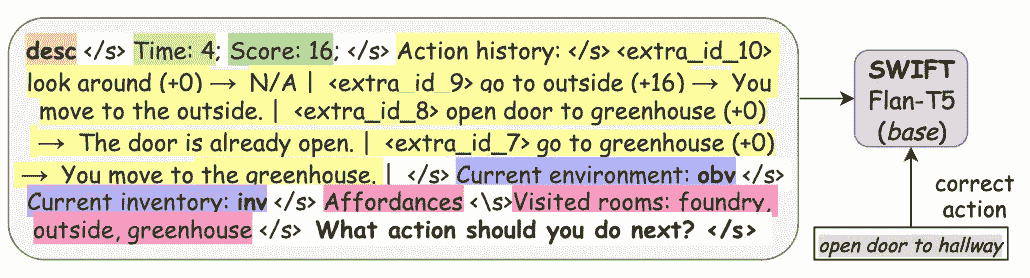 desc </s> Time: 4; Score: 16; </s> Action history: </s> <extra_id_10>
look around (+0) → N/A | <extra_id_9> go to outside (+16) → You
move to the outside. | <extra_id_8> open door to greenhouse (+0)
→ The door is already open. | <extra_id_7> go to greenhouse (+0)
→ You move to the greenhouse. | </s> Current environment: obv </s>
Current inventory: inv </s> Affordances <\s>Visited rooms: foundry,
outside, greenhouse </s> What action should you do next? </s>
SWIFT
Flan-T5
(base)
correct
action
open door to hallway